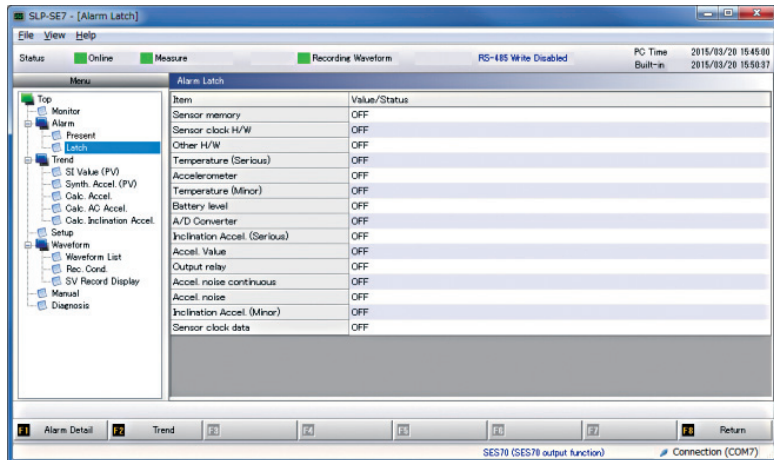 SLP-SE7 - [Alarm Latch]
File View Help
Status Online Measure Recording Waveform RS-485 Write Disabled PC Time 2015/03/20 15:45:00
Built-in 2015/03/20 15:50:37
Menu
Top
Monitor
Alarm
Present
Latch
Trend
SI Value (PV)
Synth. Accel. (PV)
Calc. Accel.
Calc. AC Accel.
Calc. Inclination Accel.
Setup
Waveform
Waveform List
Rec. Cond.
SV Record Display
Manual
Diagnosis
Alarm Latch
Item Value/Status
Sensor memory OFF
Sensor clock H/W OFF
Other H/W OFF
Temperature (Serious) OFF
Accelerometer OFF
Temperature (Minor) OFF
Battery level OFF
A/D Converter OFF
Inclination Accel. (Serious) OFF
Accel. Value OFF
Output relay OFF
Accel. noise continuous OFF
Accel. noise OFF
Inclination Accel. (Minor) OFF
Sensor clock data OFF
F1 Alarm Detail F2 Trend F3 F4 F5 F6 F7 F8 Return
SES70 (SES70 output function) Connection (COM7)